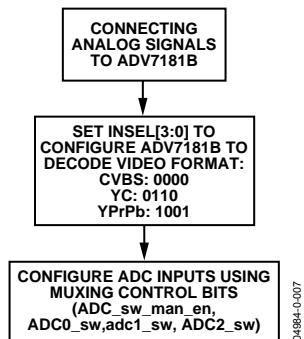 CONNECTING
ANALOG SIGNALS
TO ADV7181B
SET INSEL[3:0] TO
CONFIGURE ADV7181B TO
DECODE VIDEO FORMAT:
CVBS: 0000
YC: 0110
YPrPb: 1001
CONFIGURE ADC INPUTS USING
MUXING CONTROL BITS
(ADC_sw_man_en,
ADC0_sw,adc1_sw, ADC2_sw)
04984-0-007